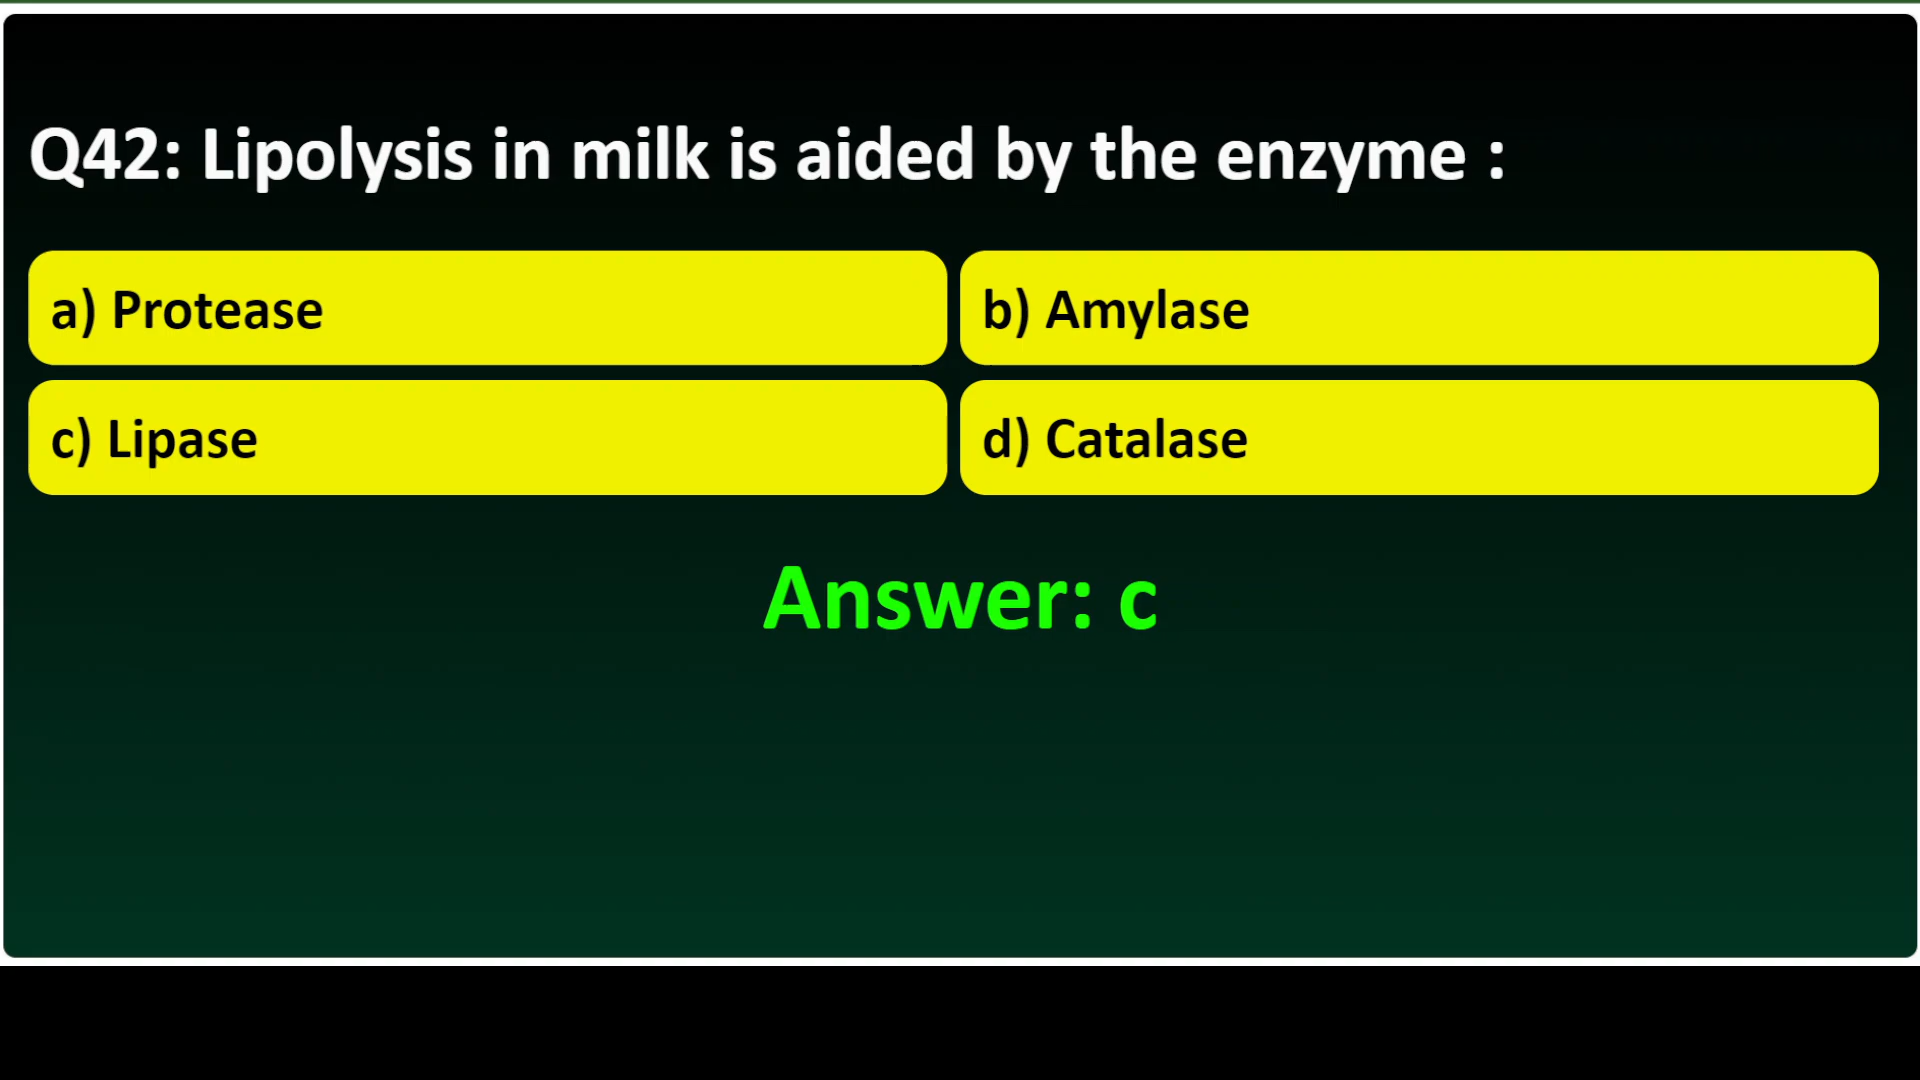 Q42: Lipolysis in milk is aided by the enzyme :
a) Protease
b) Amylase
c) Lipase
d) Catalase
Answer: c